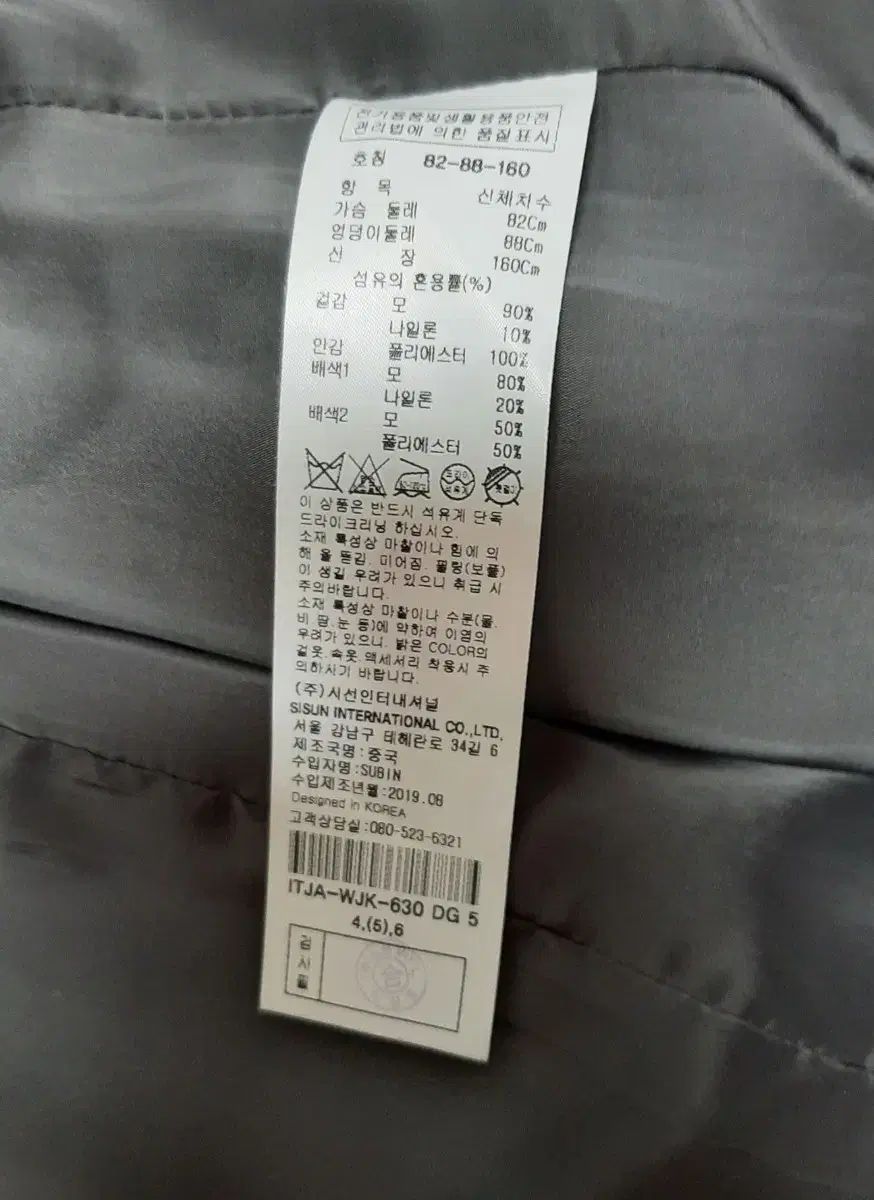 전기용품및생활용품안전
관리법에 의한 품질표시
호칭 82-88-160
항 목 신체치수
가슴 둘레 82Cm
엉덩이둘레 88Cm
신 장 160Cm
섬유의 혼용률(%)
겉감 모 90%
나일론 10%
안감 폴리에스터 100%
배색1 모 80%
나일론 20%
배색2 모 50%
폴리에스터 50%
드라이
석유계
이 상품은 반드시 석유계 단독
드라이크리닝 하십시오.
소재 특성상 마찰이나 힘에 의
해 올 뜯김. 미어짐. 필링(보풀)
이 생길 우려가 있으니 취급 시
주의바랍니다.
소재 특성상 마찰이나 수분(물.
비 땀.눈 등)에 약하여 이염의
우려가 있으니. 밝은 COLOR의
겉옷.속옷.액세서리 착용시 주
의하시기 바랍니다.
(주)시선인터내셔널
SISUN INTERNATIONAL CO.,LTD.
서울 강남구 테헤란로 34길 6
제조국명:중국
수입자명:SUBIN
수입제조년월:2019.08
Designed in KOREA
고객상담실:080-523-6321
ITJA-WJK-630 DG 5
4,(5),6
검사필
합